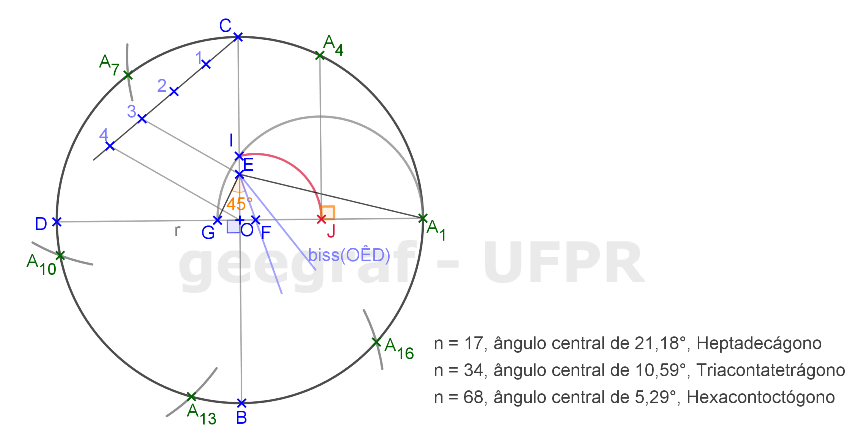 C
A4
1
A7
2
3
4
I
E
45°
D
r
G
O
F
J
A1
biss(OÊD)
geegraf - UFPR
A10
A16
n = 17, ângulo central de 21,18°, Heptadecágono
n = 34, ângulo central de 10,59°, Triacontatetrágono
n = 68, ângulo central de 5,29°, Hexacontoctógono
A13
B